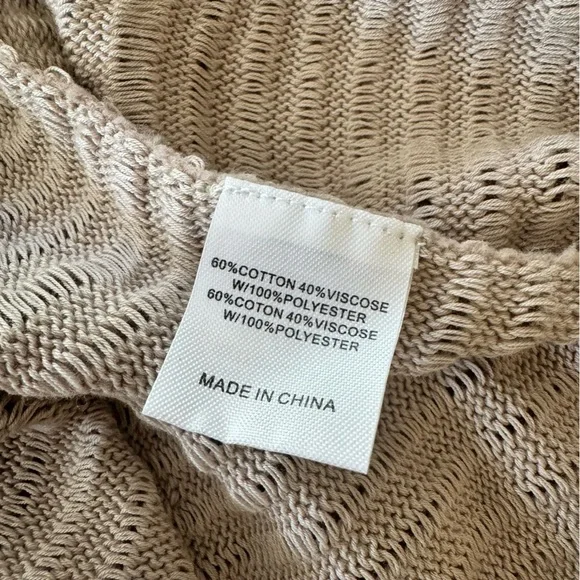 60%COTTON 40%VISCOSE
W/100%POLYESTER
60%COTON 40%VISCOSE
W/100%POLYESTER
MADE IN CHINA